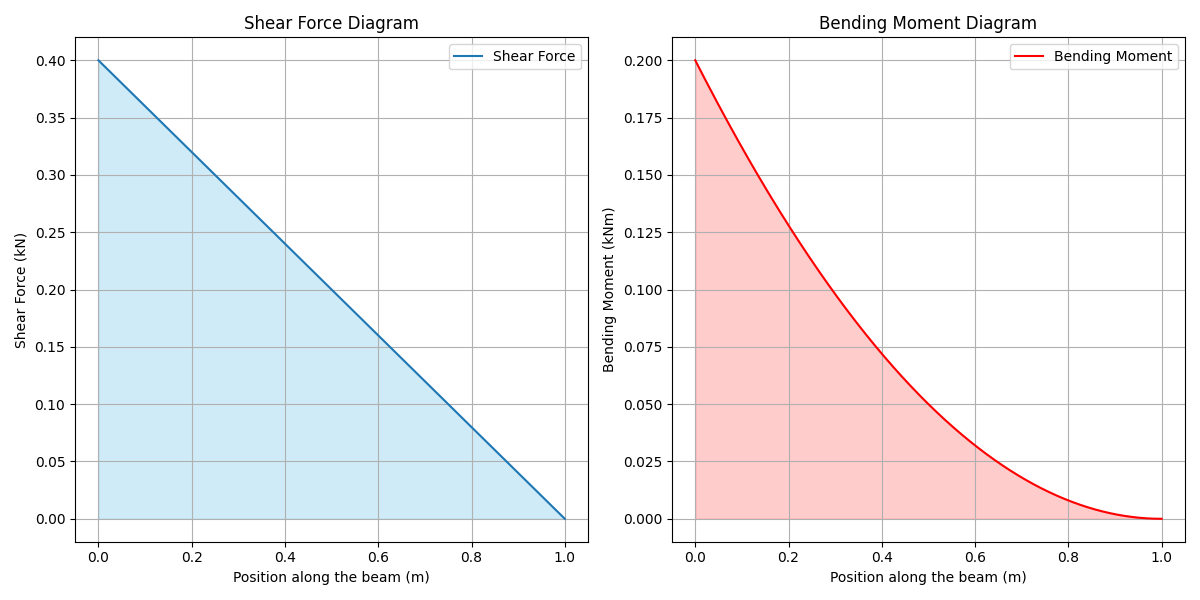 Shear Force Diagram
Shear Force
0.40
0.35
0.30
0.25
0.20
0.15
0.10
0.05
0.00
Shear Force (kN)
0.0 0.2 0.4 0.6 0.8 1.0
Position along the beam (m)
Bending Moment Diagram
Bending Moment
0.200
0.175
0.150
0.125
0.100
0.075
0.050
0.025
0.000
Bending Moment (kNm)
0.0 0.2 0.4 0.6 0.8 1.0
Position along the beam (m)